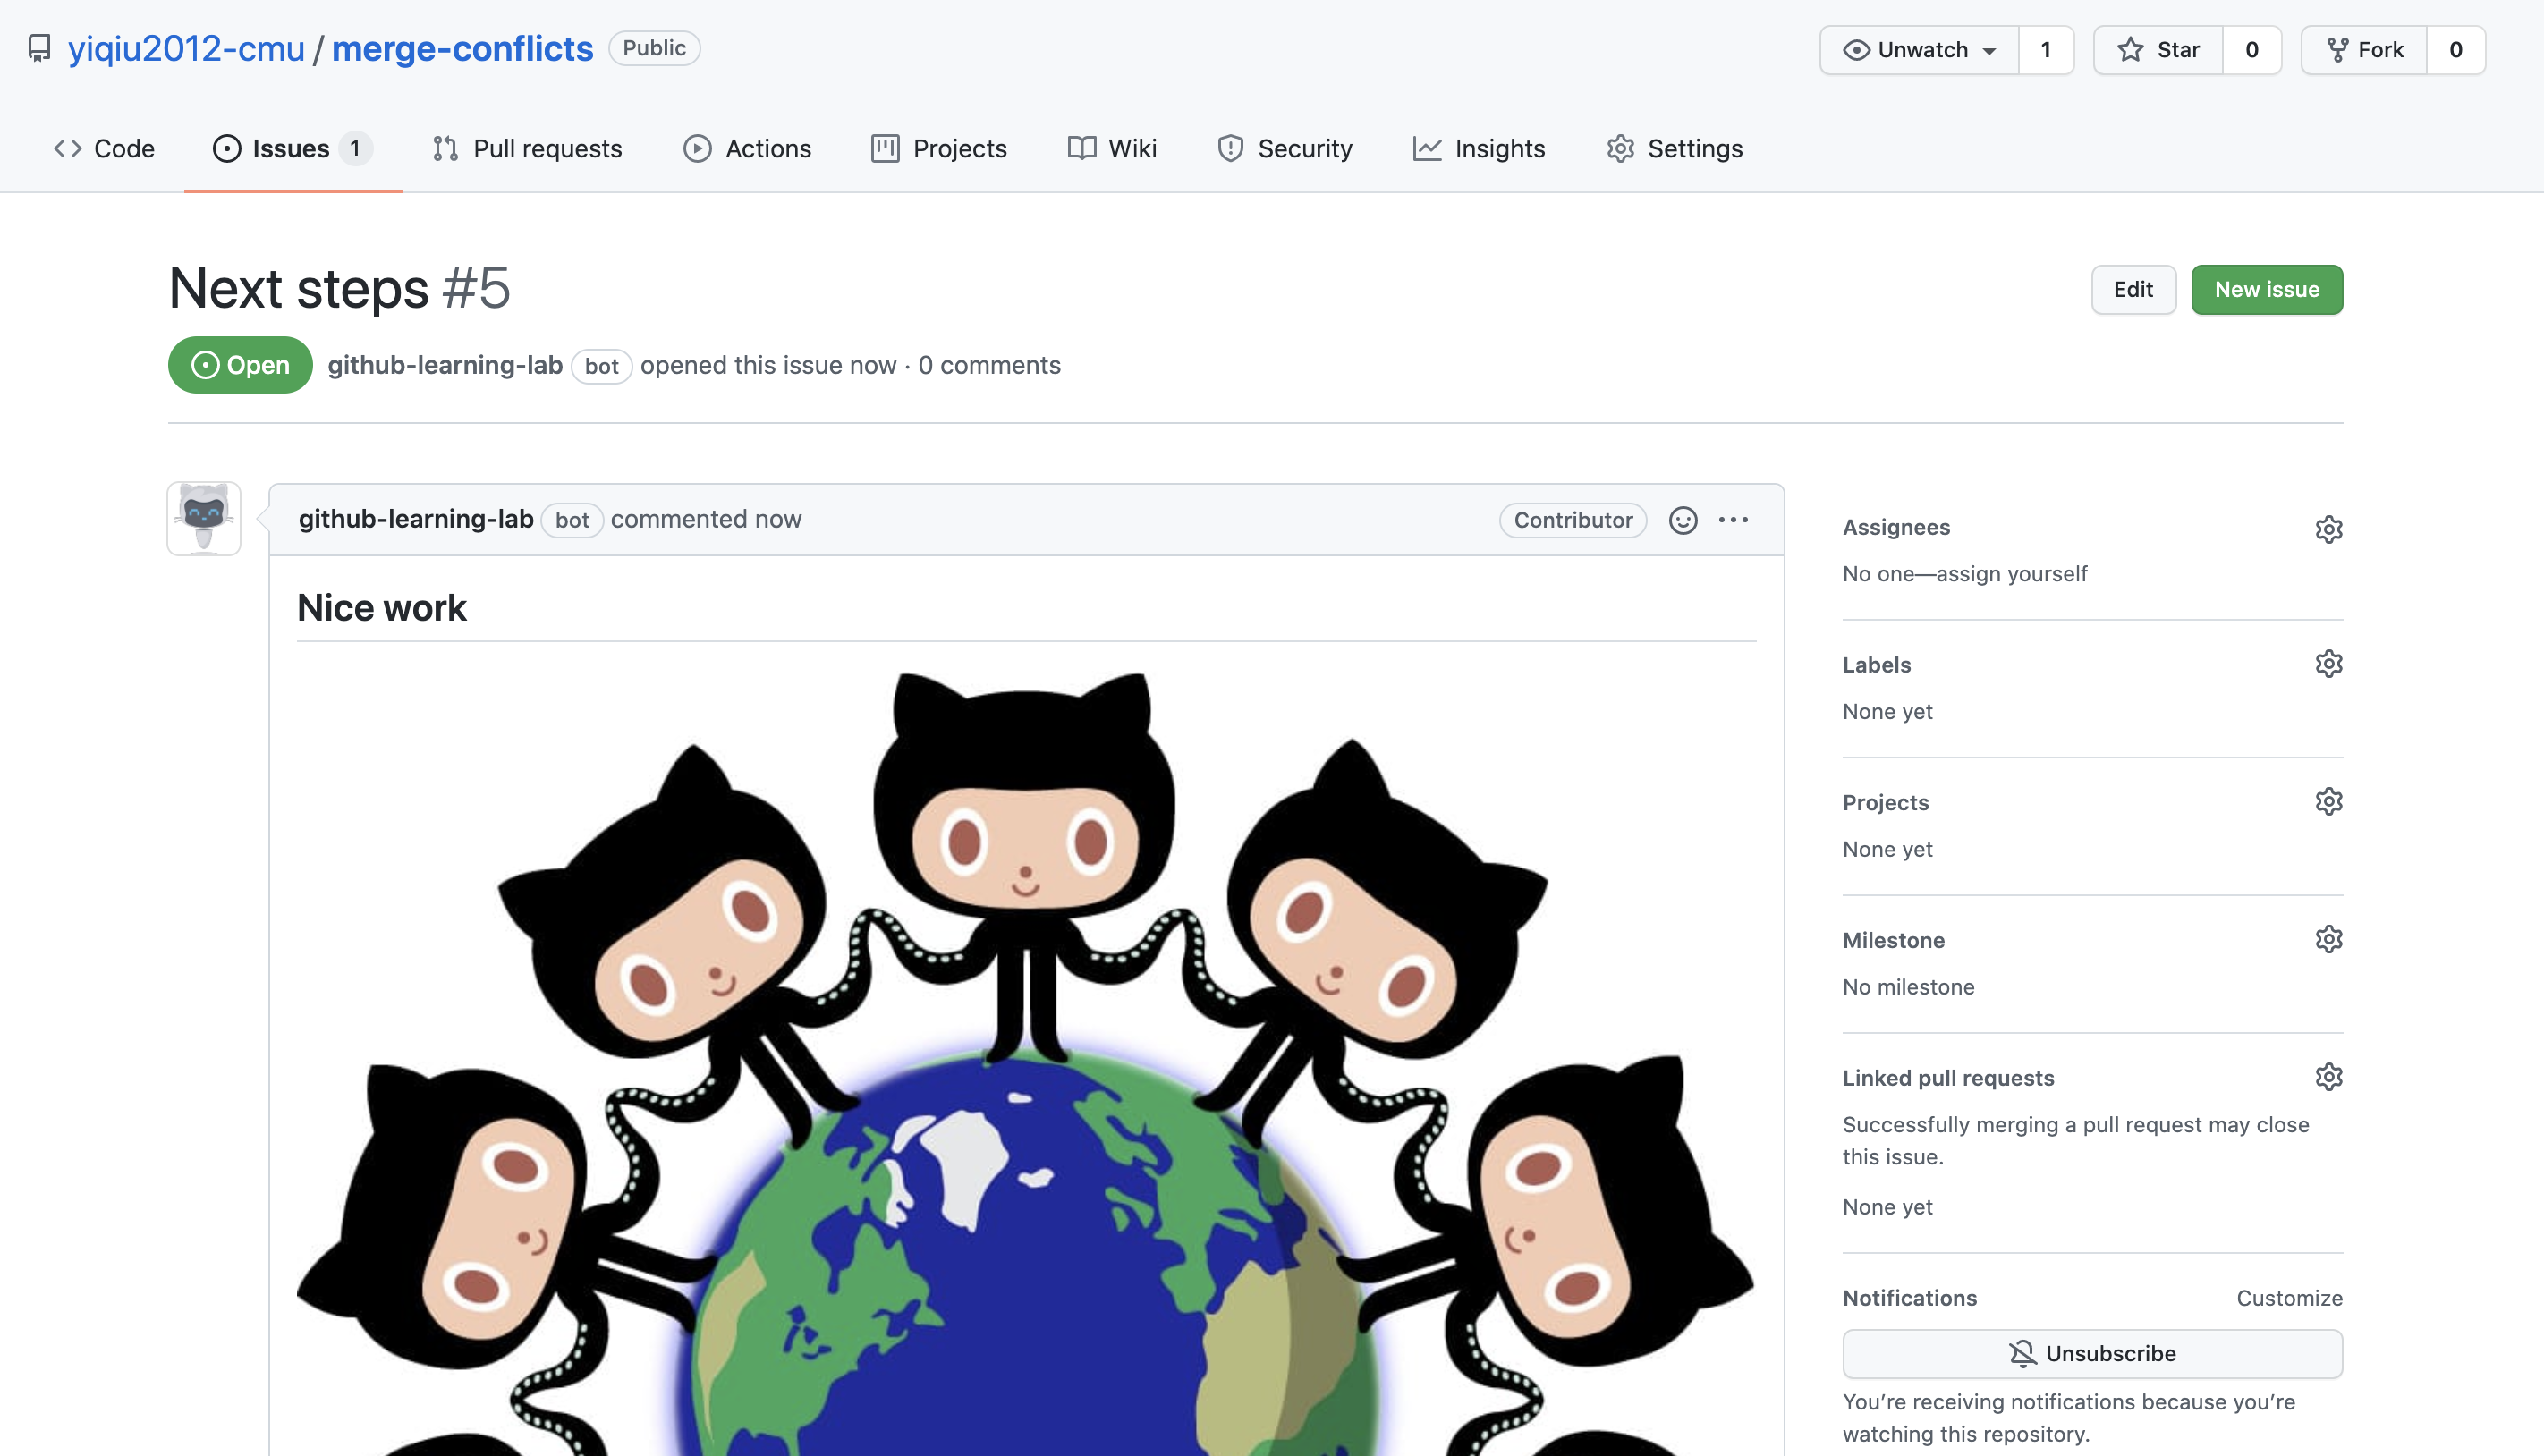 yiqiu2012-cmu / merge-conflicts Public Unwatch 1 Star 0 Fork 0
Code Issues 1 Pull requests Actions Projects Wiki Security Insights Settings
Next steps #5 Edit New issue
Open github-learning-lab bot opened this issue now · 0 comments
github-learning-lab bot commented now Contributor
Nice work
Assignees
No one—assign yourself
Labels
None yet
Projects
None yet
Milestone
No milestone
Linked pull requests
Successfully merging a pull request may close
this issue.
None yet
Notifications Customize
Unsubscribe
You’re receiving notifications because you’re
watching this repository.